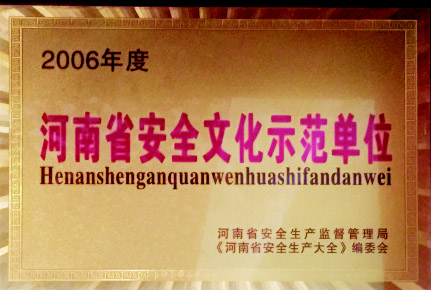 2006年度
河南省安全文化示范单位
Henanshenganquanwenhuashifandanwei
河南省安全生产监督管理局
《河南省安全生产大全》编委会